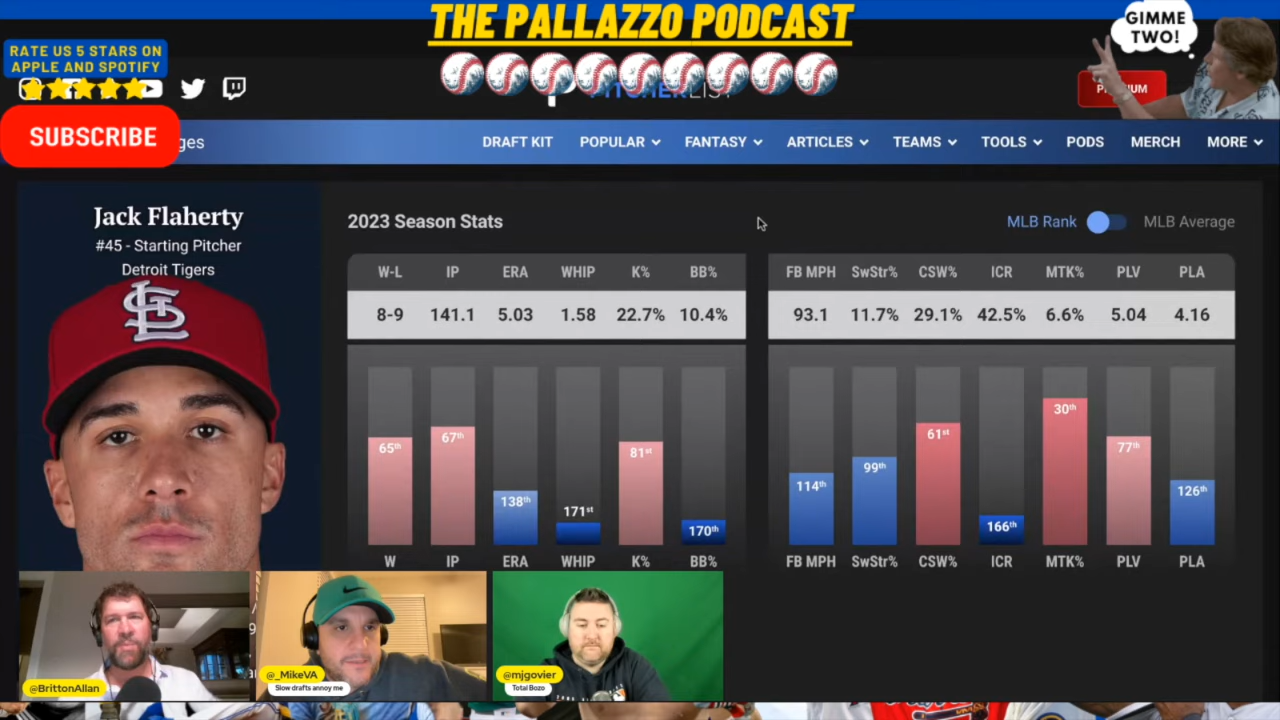 THE PALLAZZO PODCAST
GIMME
TWO!
RATE US 5 STARS ON
APPLE AND SPOTIFY
SUBSCRIBE
ges
DRAFT KIT POPULAR FANTASY ARTICLES TEAMS TOOLS PODS MERCH MORE
Jack Flaherty
#45 - Starting Pitcher
Detroit Tigers
2023 Season Stats
MLB Rank MLB Average
W-L IP ERA WHIP K% BB%
8-9 141.1 5.03 1.58 22.7% 10.4%
65th 67th 138th 171st 81st 170th
W IP ERA WHIP K% BB%
FB MPH SwStr% CSW% ICR MTK% PLV PLA
93.1 11.7% 29.1% 42.5% 6.6% 5.04 4.16
114th 99th 61st 166th 30th 77th 126th
FB MPH SwStr% CSW% ICR MTK% PLV PLA
@BrittonAllan
@_MikeVA
Slow drafts annoy me
@mjgovier
Total Bozo